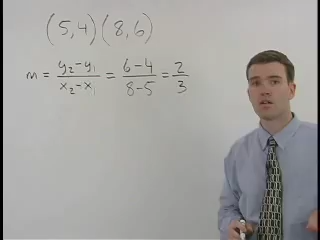 (5,4) (8,6)
m = y₂-y₁/x₂-x₁ = 6-4/8-5 = 2/3